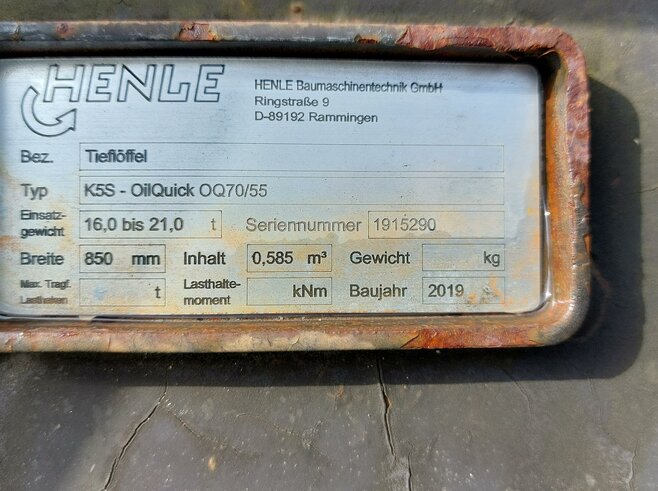 HENLE
HENLE Baumaschinentechnik GmbH
Ringstraße 9
D-89192 Rammingen
Bez. Tieflöffel
Typ K5S - OilQuick OQ70/55
Einsatz-
gewicht 16,0 bis 21,0 t Seriennummer 1915290
Breite 850 mm Inhalt 0,585 m³ Gewicht kg
Max. Tragf.
Lasthaken t
Lasthalte-
moment kNm Baujahr 2019